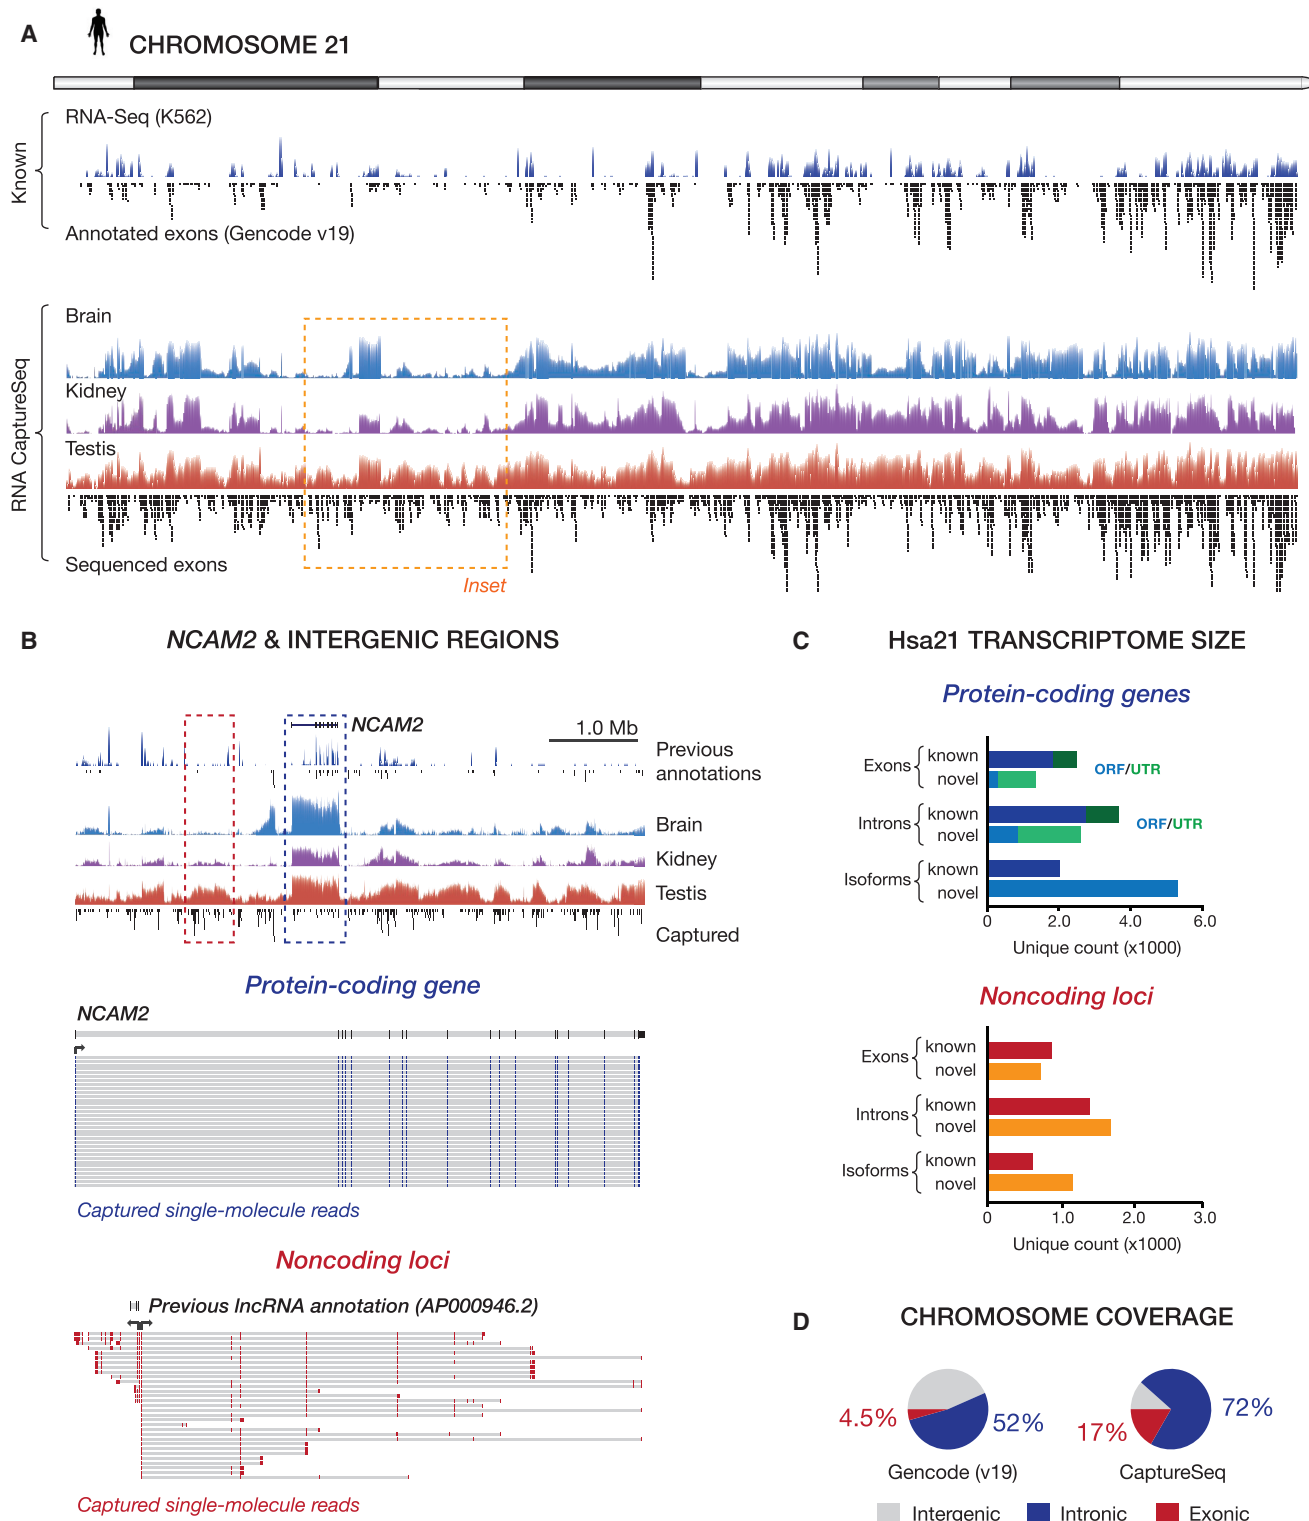 A
CHROMOSOME 21
RNA-Seq (K562)
Known
Annotated exons (Gencode v19)
Brain
Kidney
Testis
RNA CaptureSeq
Sequenced exons
Inset
B
NCAM2 & INTERGENIC REGIONS
NCAM2
1.0 Mb
Previous
annotations
Brain
Kidney
Testis
Captured
Protein-coding gene
NCAM2
Captured single-molecule reads
Noncoding loci
Previous lncRNA annotation (AP000946.2)
Captured single-molecule reads
C
Hsa21 TRANSCRIPTOME SIZE
Protein-coding genes
Exons known
novel
ORF/UTR
Introns known
novel
ORF/UTR
Isoforms known
novel
0 2.0 4.0 6.0
Unique count (x1000)
Noncoding loci
Exons known
novel
Introns known
novel
Isoforms known
novel
0 1.0 2.0 3.0
Unique count (x1000)
D
CHROMOSOME COVERAGE
4.5% 52% 17% 72%
Gencode (v19) CaptureSeq
Intergenic Intronic Exonic